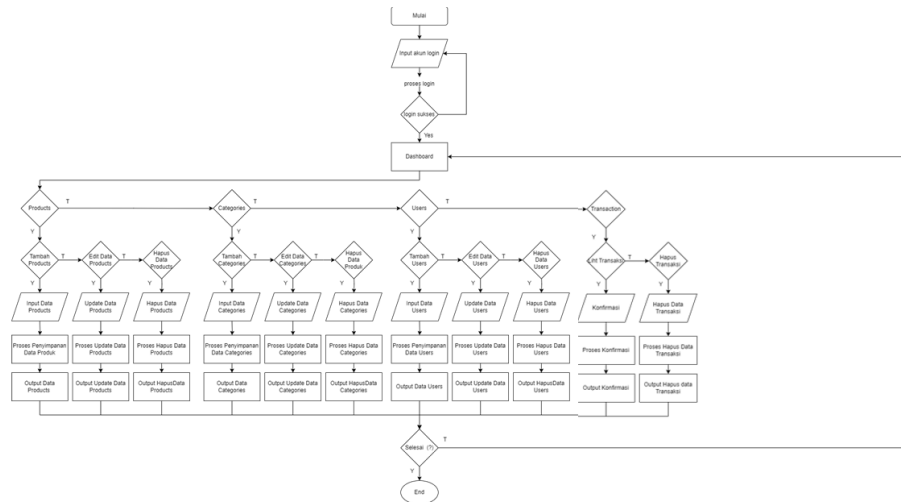 Mulai
Input akun login
proses login
login sukses
Yes
Dashboard
Products
T
Categories
T
Users
T
Transaction
Y
Y
Y
Y
Tambah
Products
T
Edit Data
Products
T
Hapus
Data
Products
Tambah
Categories
T
Edit Data
Categories
T
Hapus
Data
Produk
Tambah
Users
T
Edit Data
Users
T
Hapus
Data
Users
Liht Transaksi
T
Hapus
Transaksi
Y
Y
Y
Y
Y
Y
Y
Y
Y
Y
Y
Input Data
Products
Update Data
Products
Hapus Data
Products
Input Data
Categories
Update Data
Categories
Hapus Data
Categories
Input Data
Users
Update Data
Users
Hapus Data
Users
Konfirmasi
Hapus Data
Transaksi
Proses Penyimpanan
Data Produk
Proses Update Data
Products
Proses Hapus Data
Products
Proses Penyimpanan
Data Categories
Proses Update Data
Categories
Proses Hapus Data
Categories
Proses Penyimpanan
Data Users
Proses Update Data
Users
Proses Hapus Data
Users
Proses Konfirmasi
Proses Hapus Data
Transaksi
Output Data
Products
Output Update Data
Products
Output HapusData
Products
Output Data
Categories
Output Update Data
Categories
Output HapusData
Categories
Output Data Users
Output Update Data
Users
Output HapusData
Users
Output Konfirmasi
Output Hapus data
Transaksi
Selesai (?)
T
Y
End